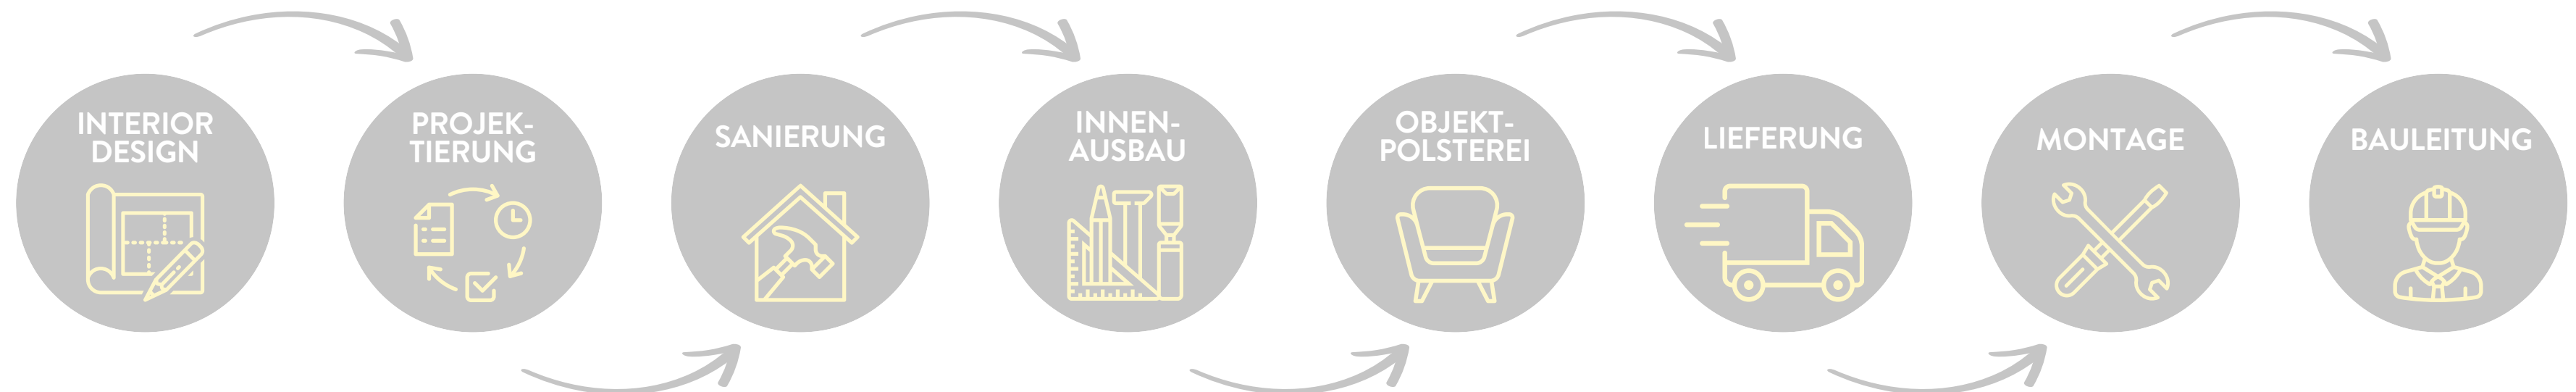 INTERIOR
DESIGN
PROJEK-
TIERUNG
SANIERUNG
INNEN-
AUSBAU
OBJEKT-
POLSTEREI
LIEFERUNG
MONTAGE
BAULEITUNG